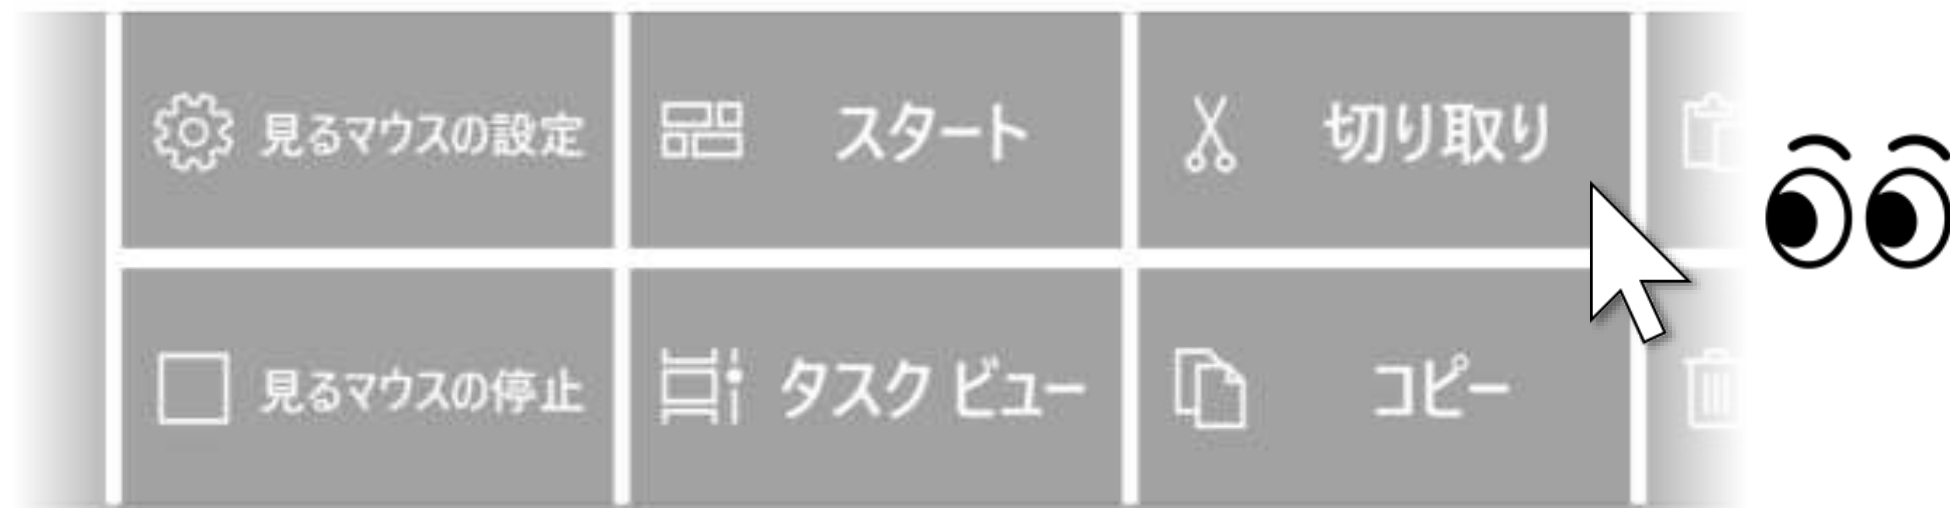 見るマウスの設定
スタート
切り取り
見るマウスの停止
タスク ビュー
コピー